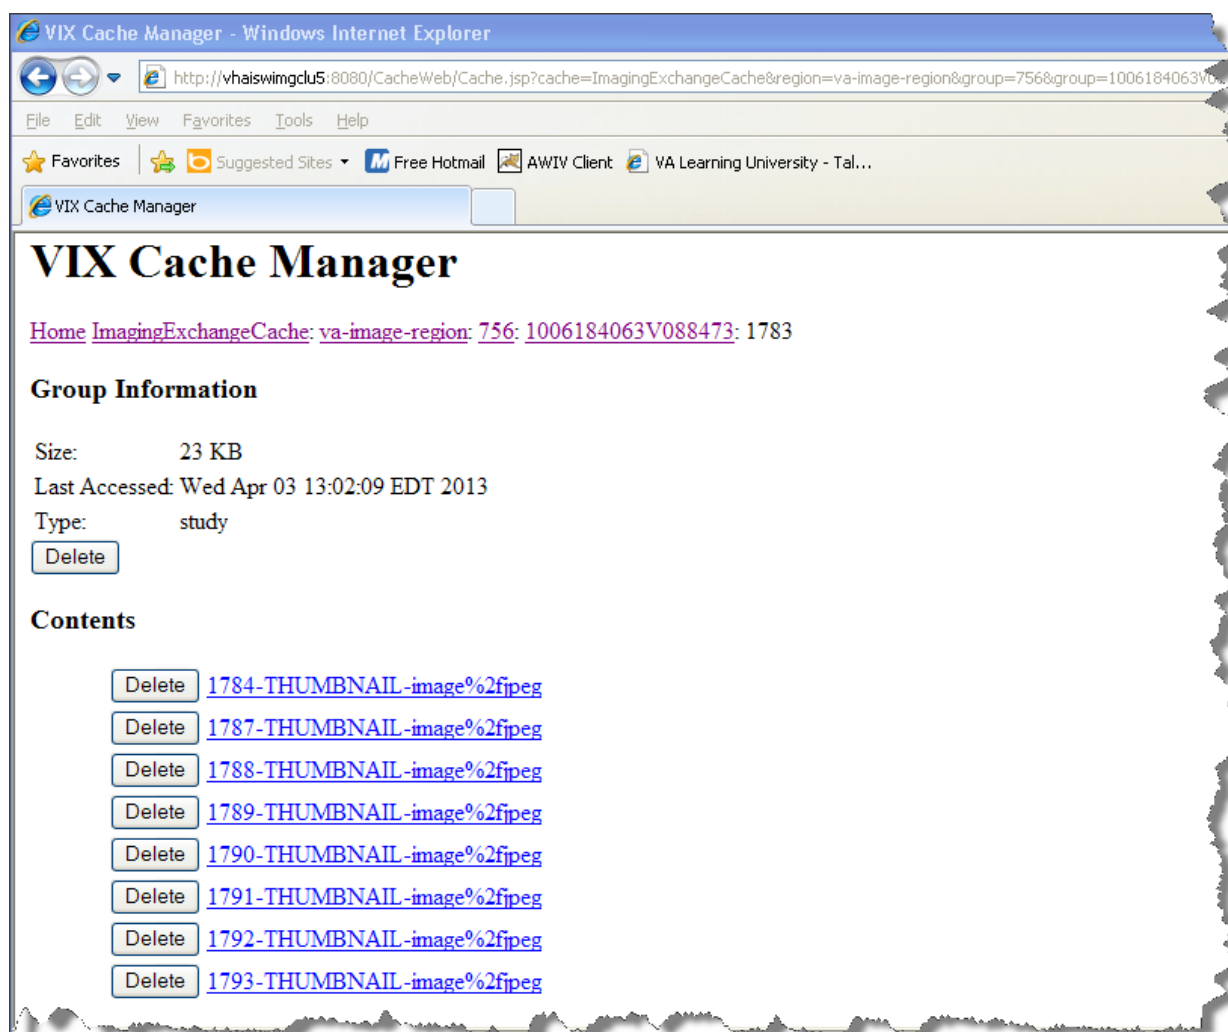 VIX Cache Manager - Windows Internet Explorer
http://vhaiswimgclu5:8080/CacheWeb/Cache.jsp?cache=ImagingExchangeCache&region=va-image-region&group=756&group=1006184063V0
File Edit View Favorites Tools Help
Favorites Suggested Sites Free Hotmail AWIV Client VA Learning University - Tal...
VIX Cache Manager
VIX Cache Manager
Home ImagingExchangeCache: va-image-region: 756: 1006184063V088473: 1783
Group Information
Size: 23 KB
Last Accessed: Wed Apr 03 13:02:09 EDT 2013
Type: study
Delete
Contents
Delete 1784-THUMBNAIL-image%2fjpeg
Delete 1787-THUMBNAIL-image%2fjpeg
Delete 1788-THUMBNAIL-image%2fjpeg
Delete 1789-THUMBNAIL-image%2fjpeg
Delete 1790-THUMBNAIL-image%2fjpeg
Delete 1791-THUMBNAIL-image%2fjpeg
Delete 1792-THUMBNAIL-image%2fjpeg
Delete 1793-THUMBNAIL-image%2fjpeg